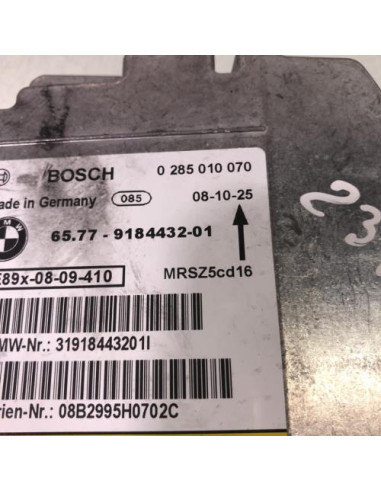 BOSCH 0 285 010 070
ade in Germany 085 08-10-25
BMW 65.77 - 9184432-01
E89x-08-09-410 MRSZ5cd16
MW-Nr.: 31918443201I
rien-Nr.: 08B2995H0702C